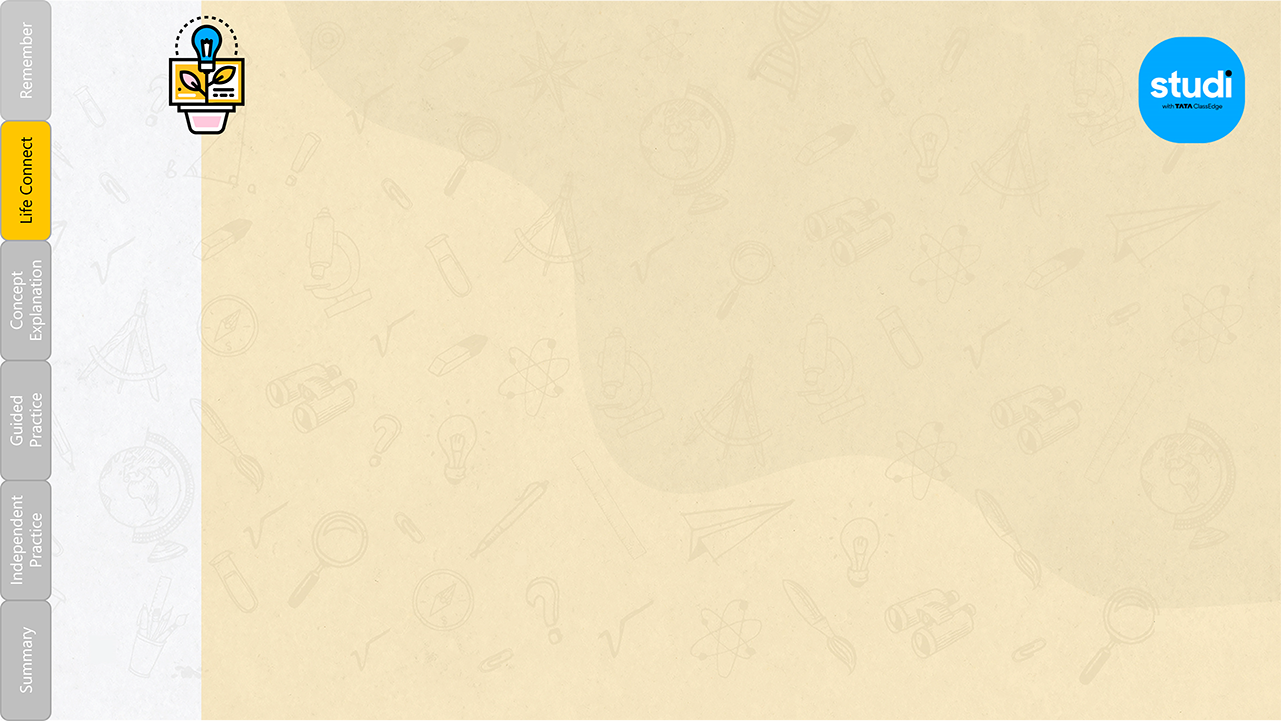 Remember
Life Connect
Concept
Explanation
Guided
Practice
Independent
Practice
Summary
studi
with TATA ClassEdge